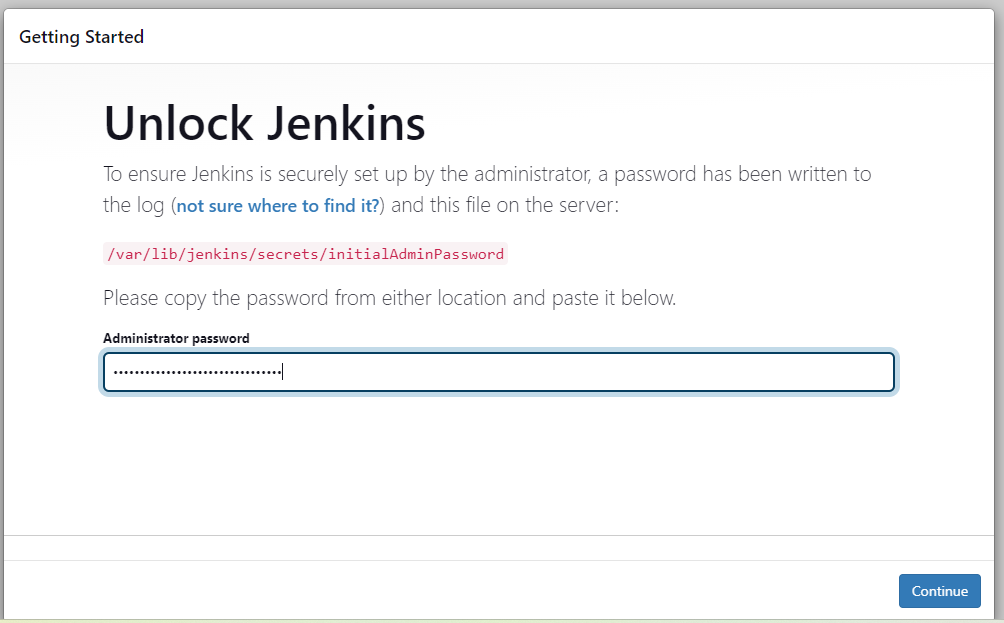 Getting Started
Unlock Jenkins
To ensure Jenkins is securely set up by the administrator, a password has been written to
the log (not sure where to find it?) and this file on the server:
/var/lib/jenkins/secrets/initialAdminPassword
Please copy the password from either location and paste it below.
Administrator password
••••••••••••••••••••••••••••••••
Continue